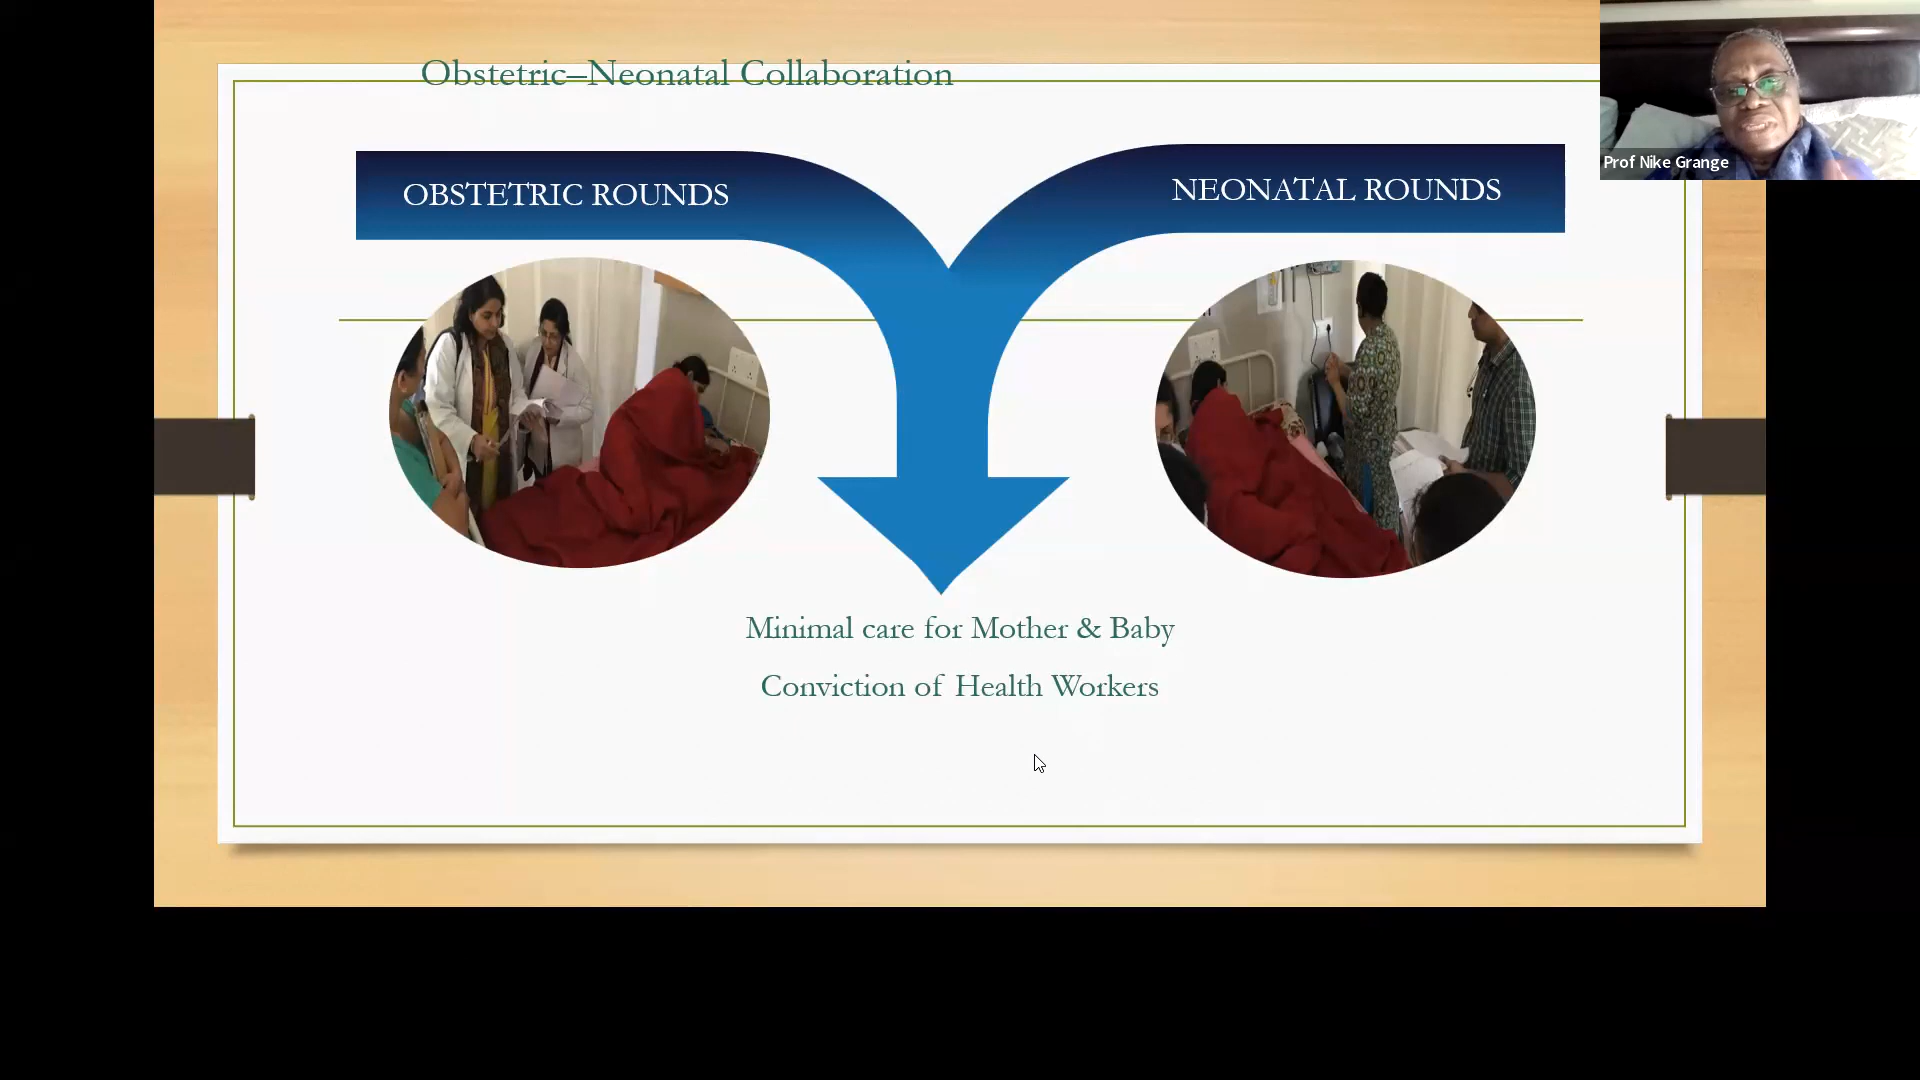 Obstetric–Neonatal Collaboration
Prof Nike Grange
OBSTETRIC ROUNDS
NEONATAL ROUNDS
Minimal care for Mother & Baby
Conviction of Health Workers